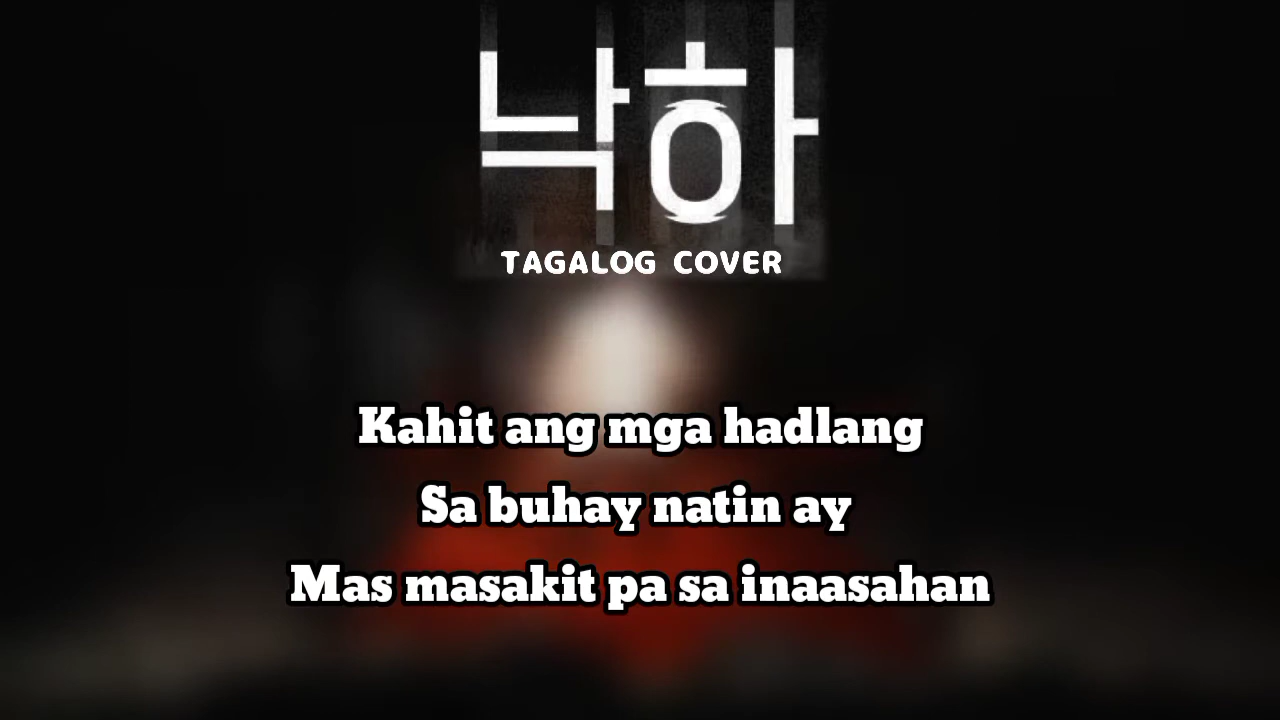 낙하
TAGALOG COVER
Kahit ang mga hadlang
Sa buhay natin ay
Mas masakit pa sa inaasahan